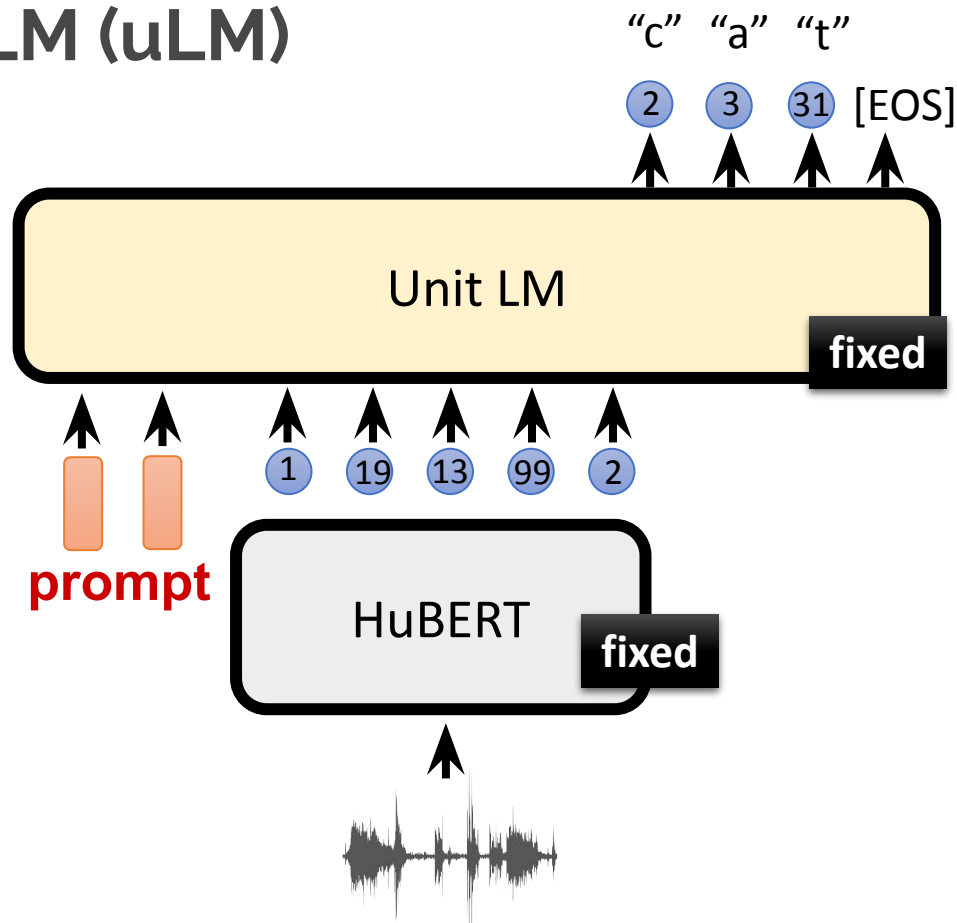 LM (uLM)
“c” “a” “t”
2 3 31 [EOS]
Unit LM
fixed
1 19 13 99 2
prompt
HuBERT
fixed